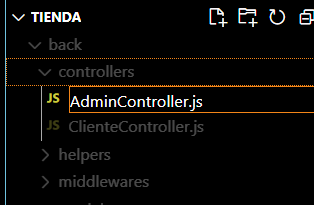 TIENDA
back
controllers
JS AdminController.js
JS ClienteController.js
helpers
middlewares